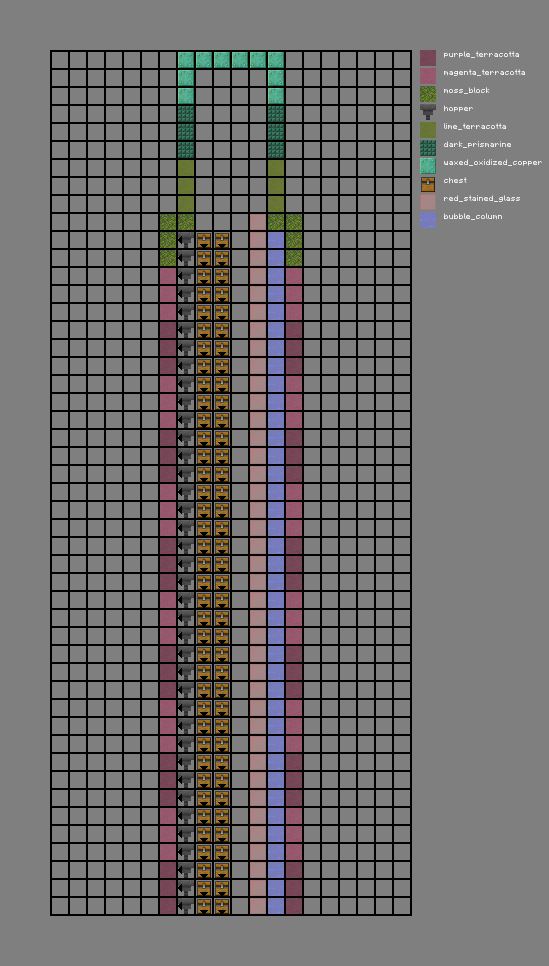 purple_terracotta
magenta_terracotta
moss_block
hopper
lime_terracotta
dark_prismarine
waxed_oxidized_copper
chest
red_stained_glass
bubble_column